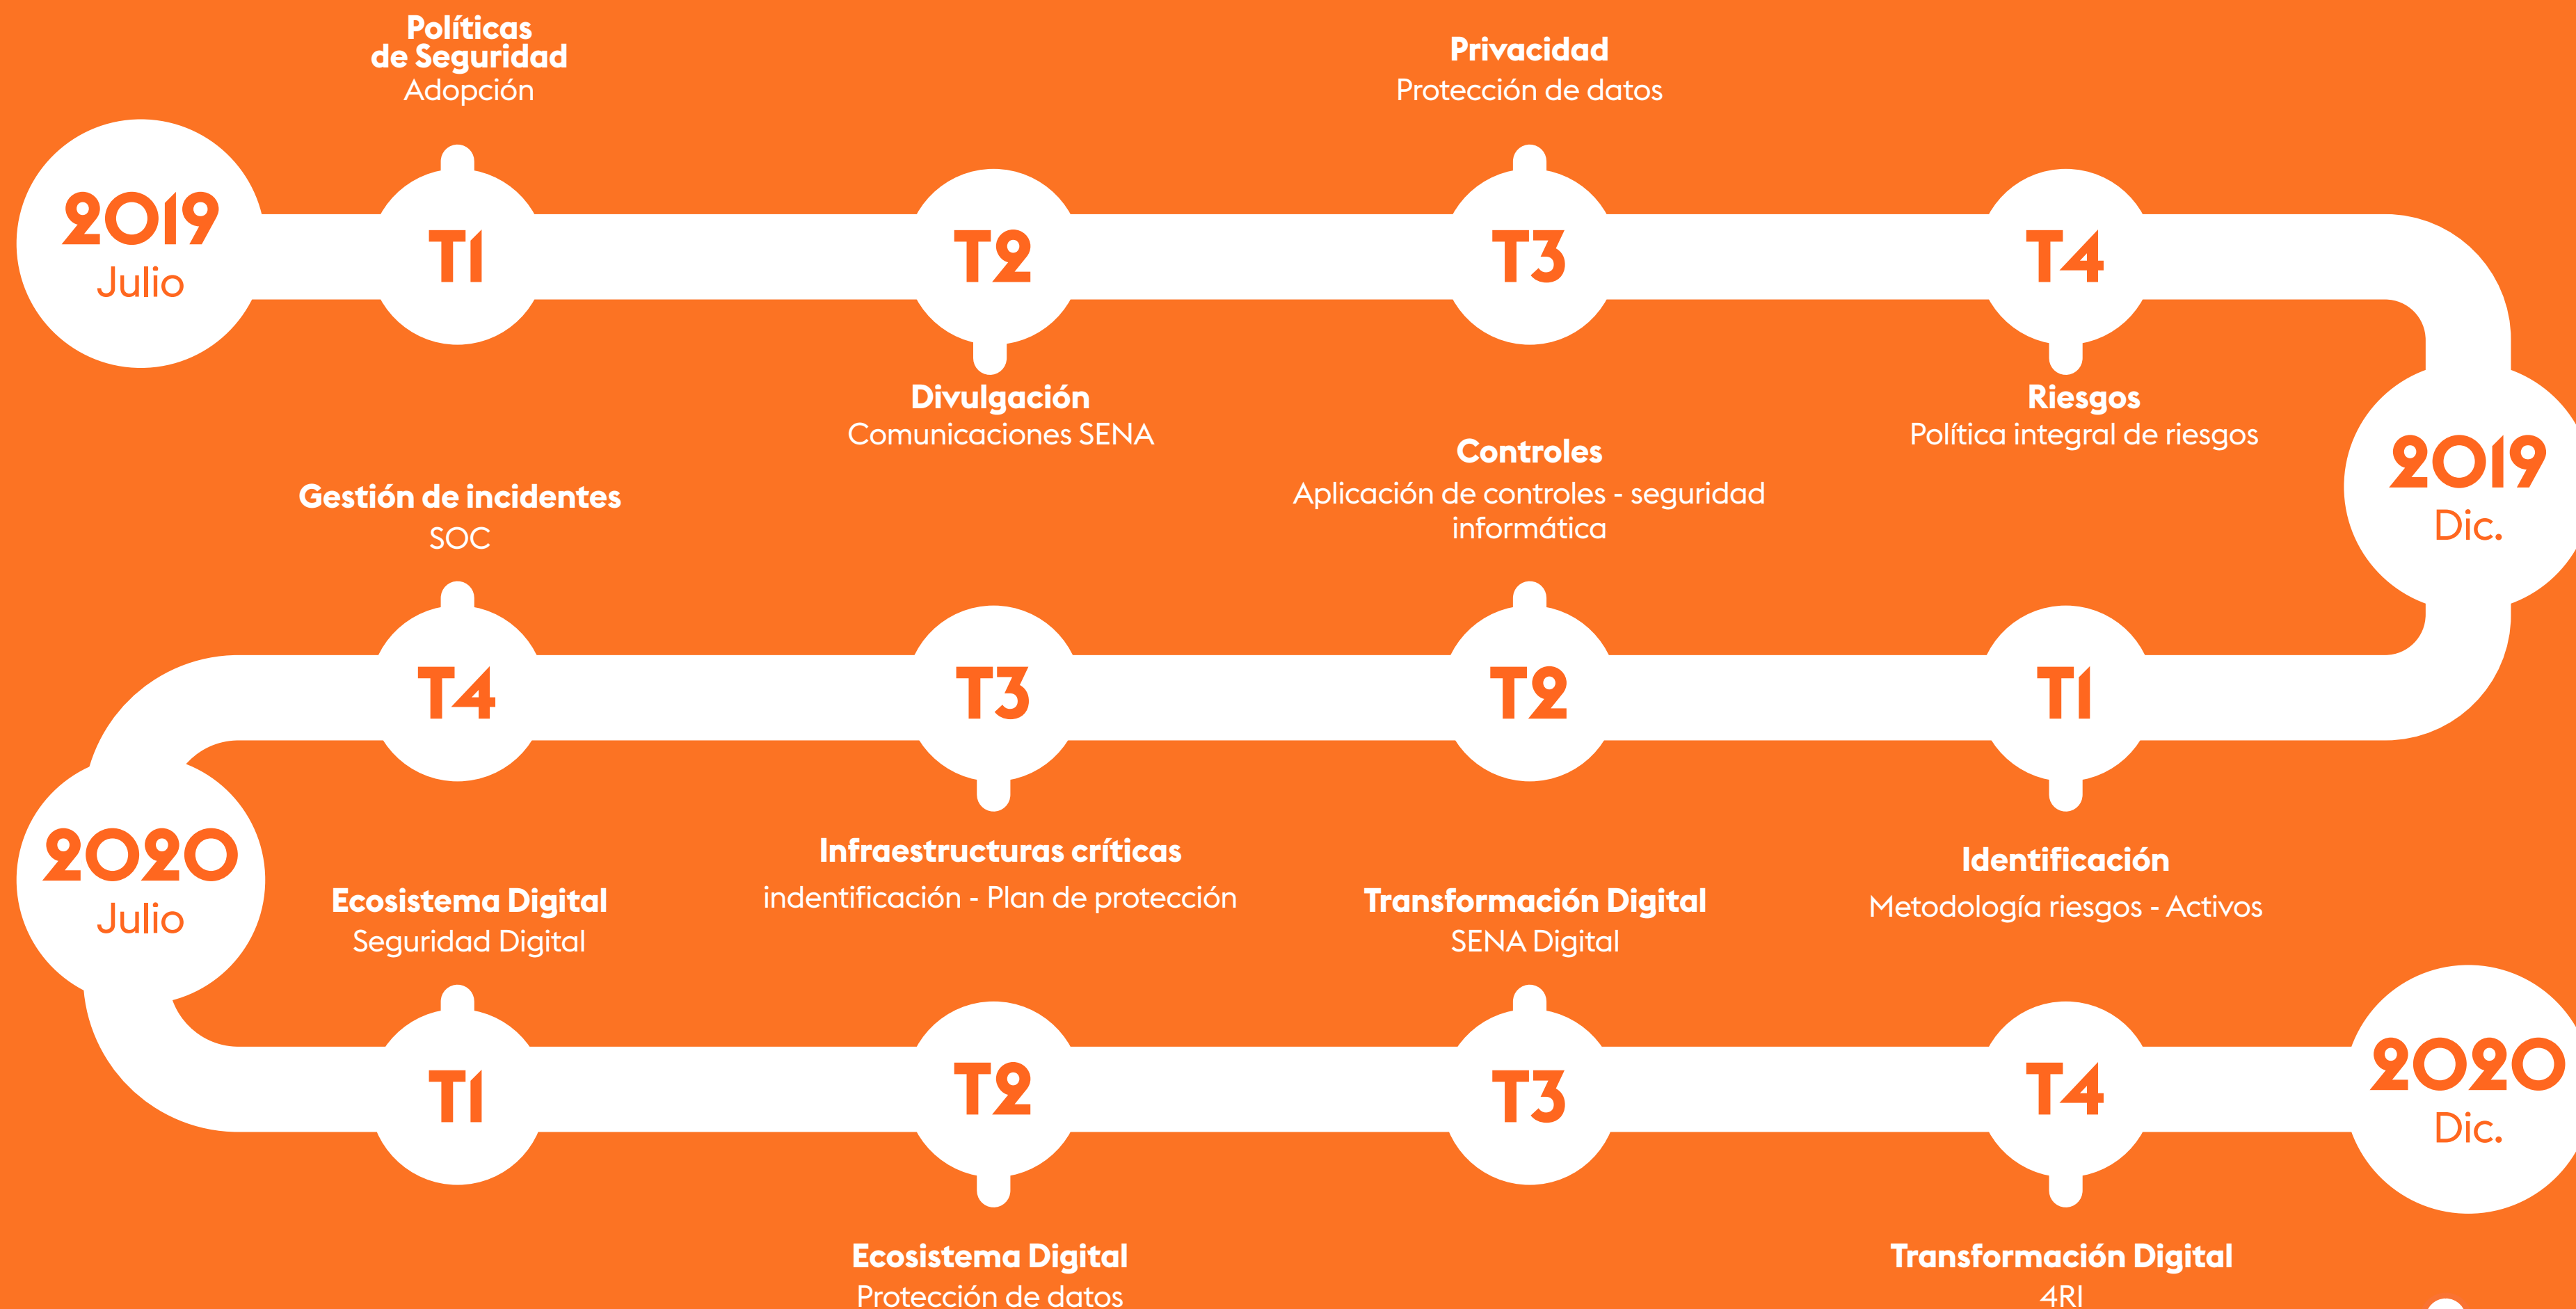 Políticas
de Seguridad
Adopción
Privacidad
Protección de datos
2019
Julio
T1
T2
T3
T4
Divulgación
Comunicaciones SENA
Riesgos
Política integral de riesgos
2019
Dic.
Controles
Aplicación de controles - seguridad
informática
Gestión de incidentes
SOC
T4
T3
T2
T1
2020
Julio
Infraestructuras críticas
indentificación - Plan de protección
Identificación
Metodología riesgos - Activos
Ecosistema Digital
Seguridad Digital
Transformación Digital
SENA Digital
T1
T2
T3
T4
2020
Dic.
Ecosistema Digital
Protección de datos
Transformación Digital
4RI